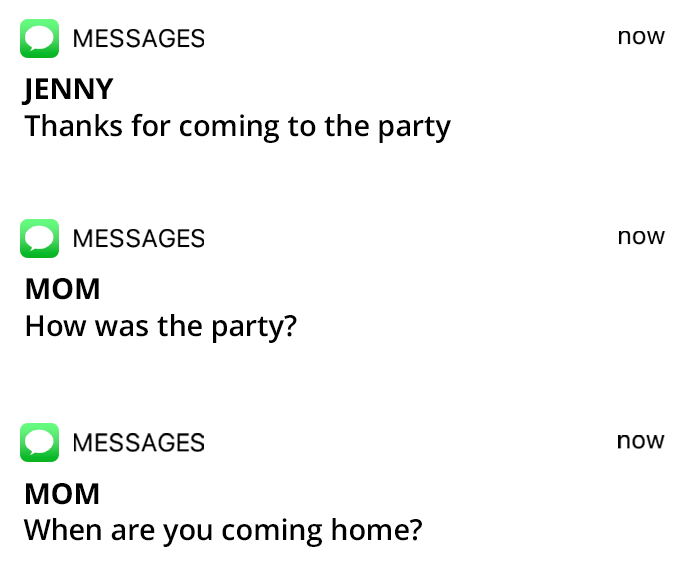 MESSAGES now
JENNY
Thanks for coming to the party
MESSAGES now
MOM
How was the party?
MESSAGES now
MOM
When are you coming home?